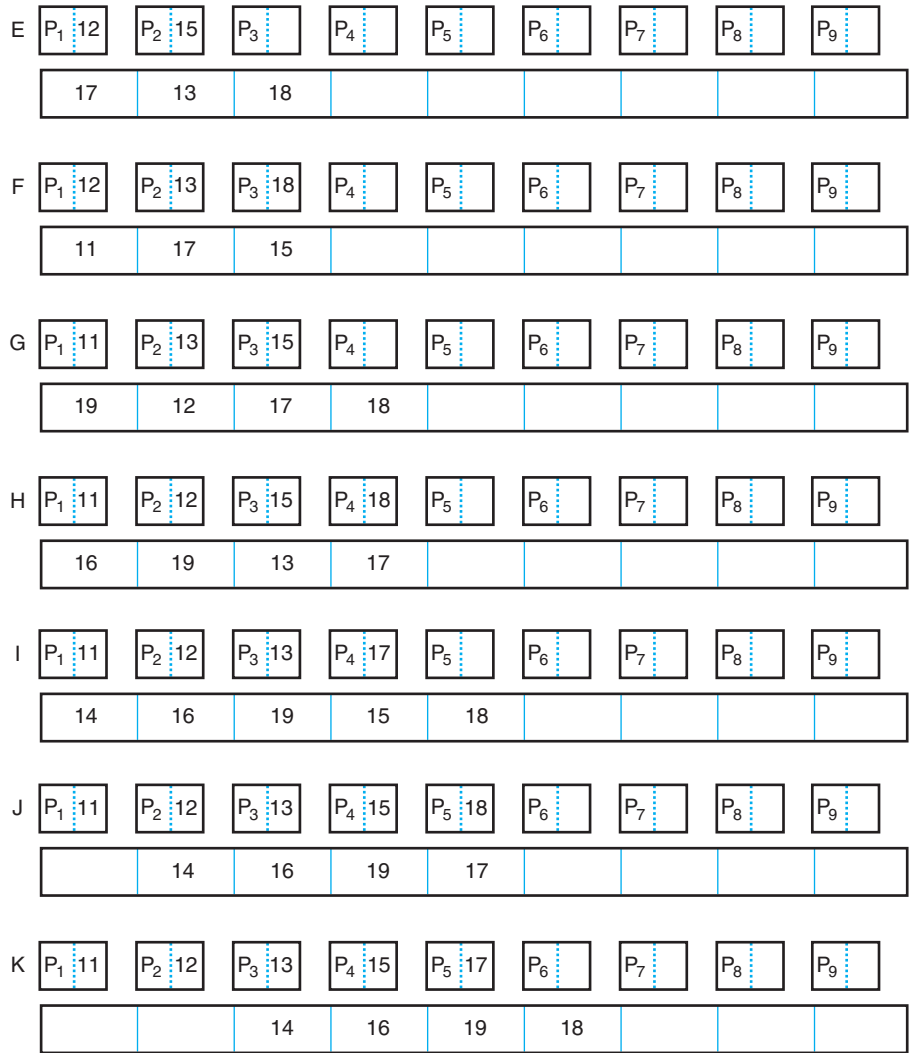 E P1 12 P2 15 P3 P4 P5 P6 P7 P8 P9
17 13 18
F P1 12 P2 13 P3 18 P4 P5 P6 P7 P8 P9
11 17 15
G P1 11 P2 13 P3 15 P4 P5 P6 P7 P8 P9
19 12 17 18
H P1 11 P2 12 P3 15 P4 18 P5 P6 P7 P8 P9
16 19 13 17
I P1 11 P2 12 P3 13 P4 17 P5 P6 P7 P8 P9
14 16 19 15 18
J P1 11 P2 12 P3 13 P4 15 P5 18 P6 P7 P8 P9
14 16 19 17
K P1 11 P2 12 P3 13 P4 15 P5 17 P6 P7 P8 P9
14 16 19 18